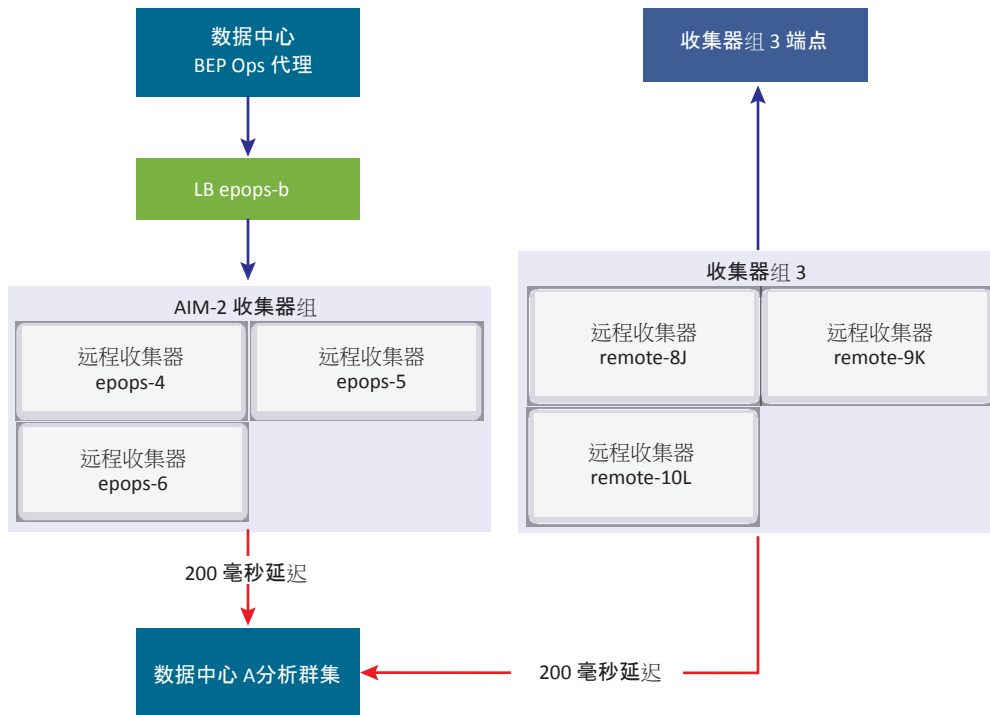 数据中心
BEP Ops 代理
LB epops-b
AIM-2 收集器组
远程收集器
epops-4
远程收集器
epops-5
远程收集器
epops-6
200 毫秒延迟
数据中心 A分析群集
收集器组 3 端点
收集器组 3
远程收集器
remote-8J
远程收集器
remote-9K
远程收集器
remote-10L
200 毫秒延迟